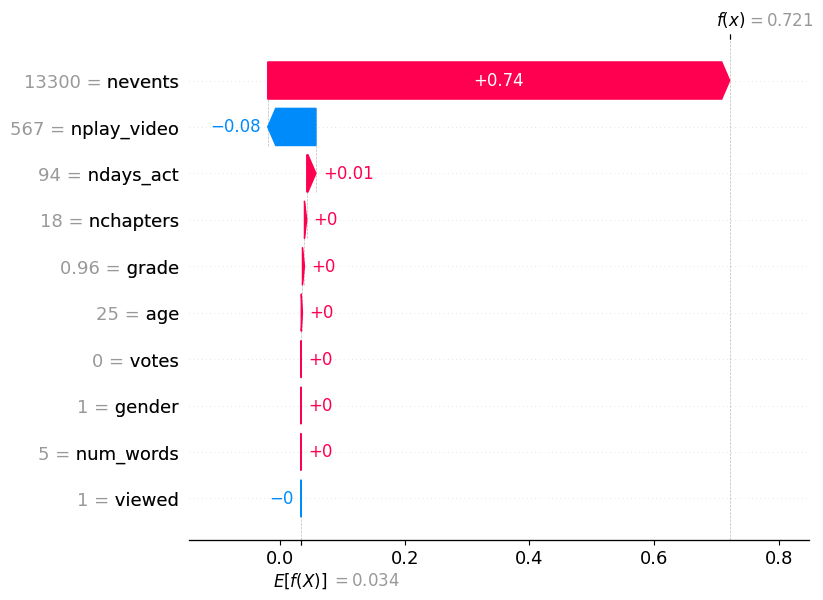 f(x) = 0.721
13300 = nevents
+0.74
567 = nplay_video
−0.08
94 = ndays_act
+0.01
18 = nchapters
+0
0.96 = grade
+0
25 = age
+0
0 = votes
+0
1 = gender
+0
5 = num_words
+0
1 = viewed
−0
0.0 0.2 0.4 0.6 0.8
E[f(X)] = 0.034